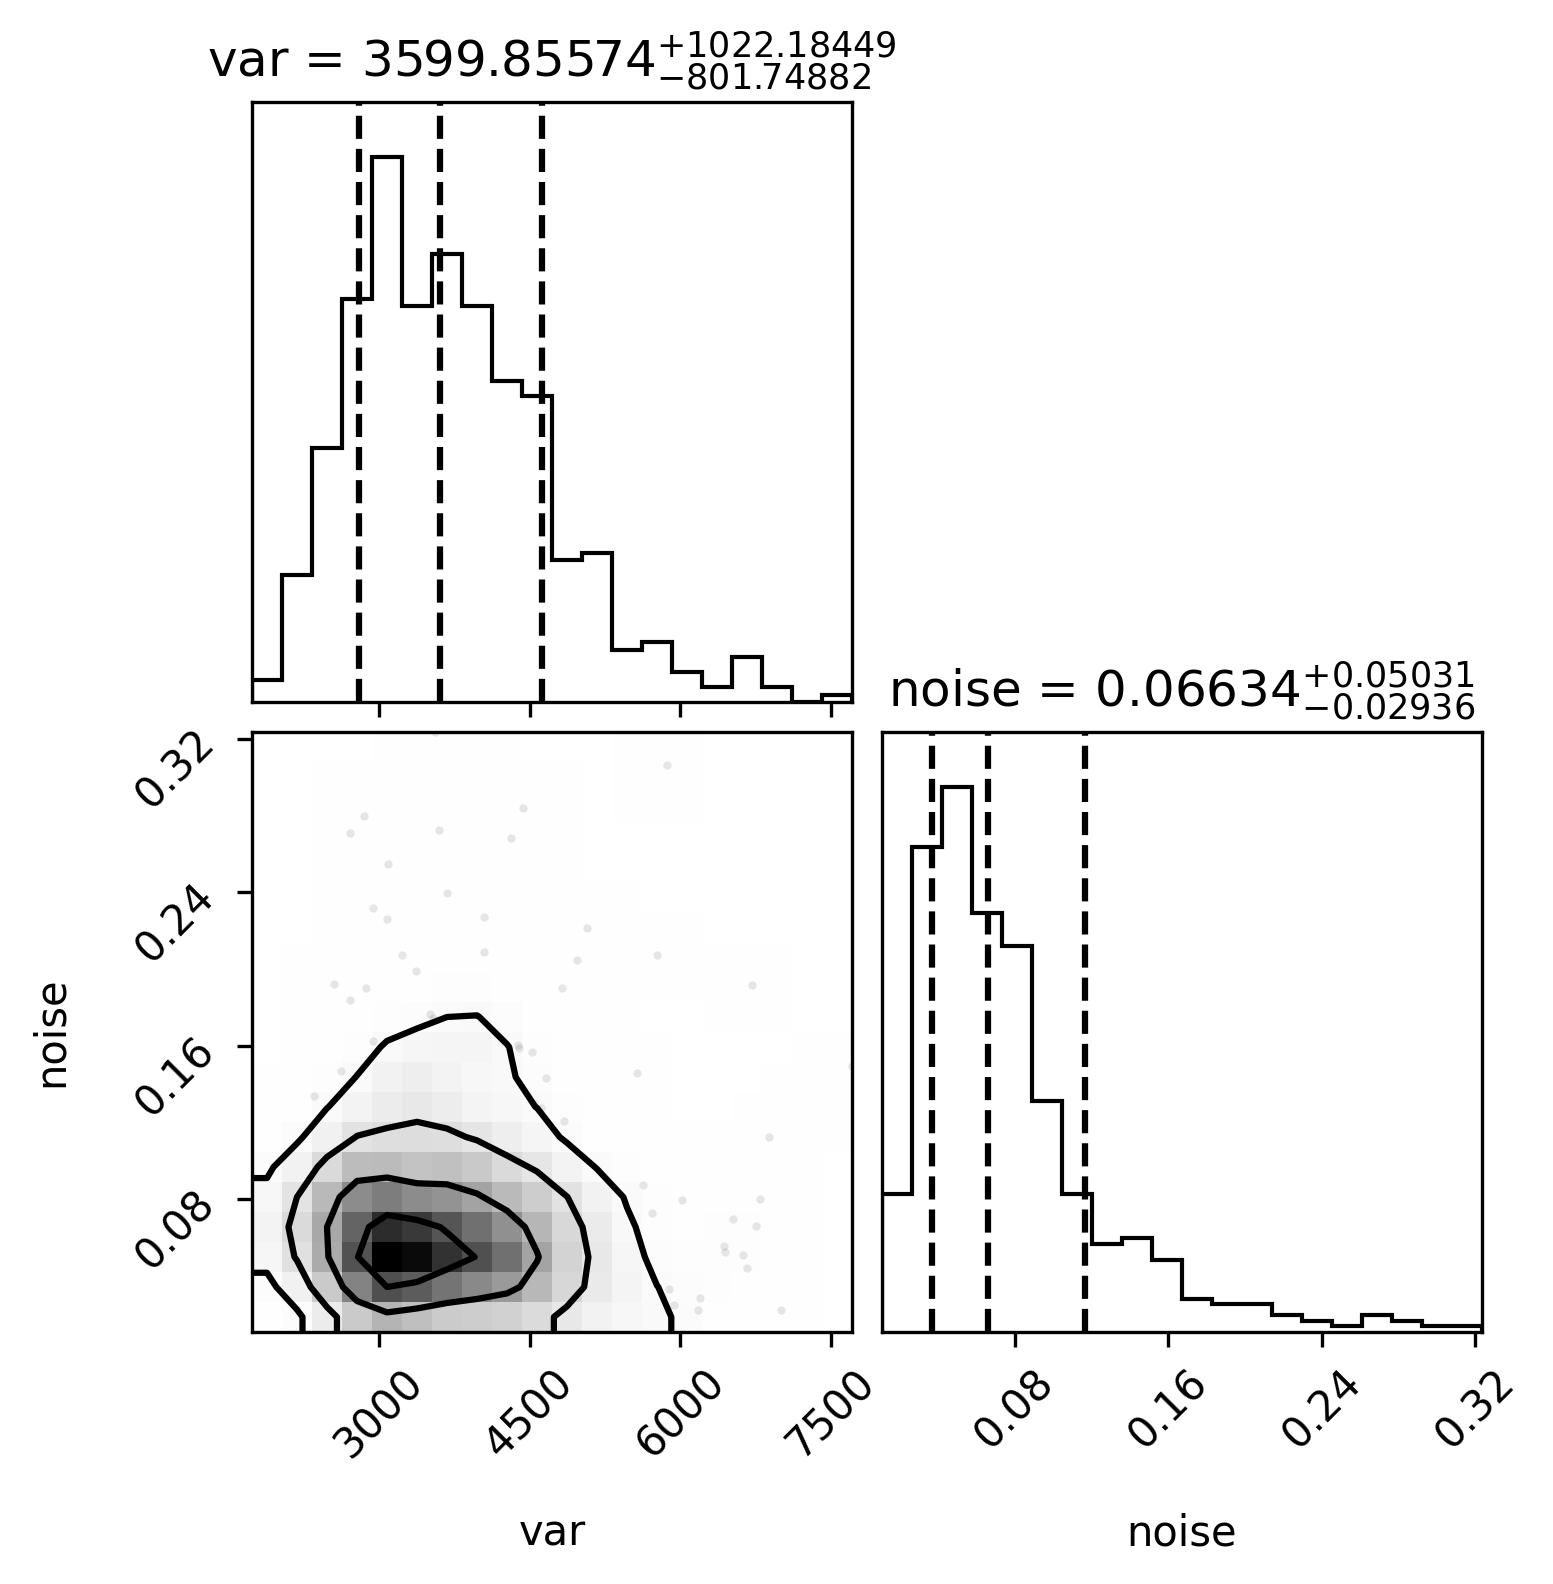 var = 3599.85574+1022.18449−801.74882
noise = 0.06634+0.05031−0.02936
0.32
0.24
0.16
0.08
noise
3000 4500 6000 7500
0.08 0.16 0.24 0.32
var
noise